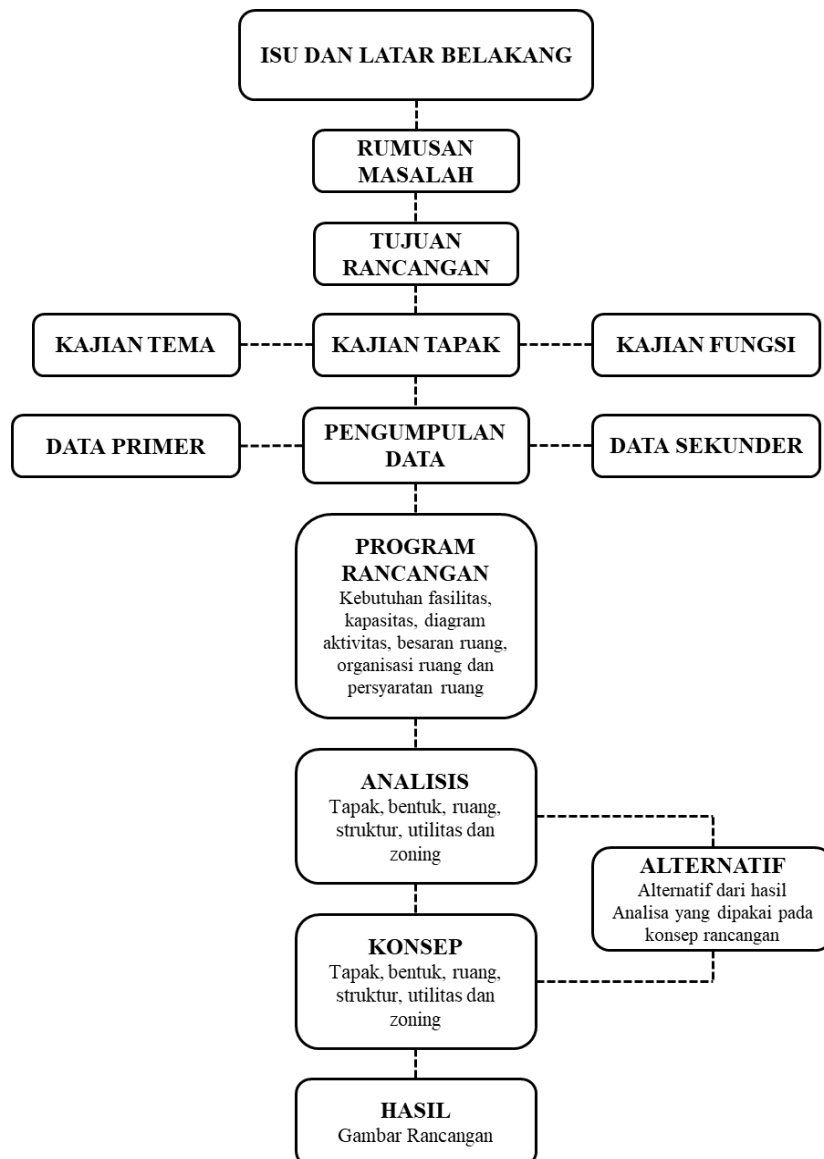 ISU DAN LATAR BELAKANG
RUMUSAN
MASALAH
TUJUAN
RANCANGAN
KAJIAN TEMA
KAJIAN TAPAK
KAJIAN FUNGSI
DATA PRIMER
PENGUMPULAN
DATA
DATA SEKUNDER
PROGRAM
RANCANGAN
Kebutuhan fasilitas,
kapasitas, diagram
aktivitas, besaran ruang,
organisasi ruang dan
persyaratan ruang
ANALISIS
Tapak, bentuk, ruang,
struktur, utilitas dan
zoning
ALTERNATIF
Alternatif dari hasil
Analisa yang dipakai pada
konsep rancangan
KONSEP
Tapak, bentuk, ruang,
struktur, utilitas dan
zoning
HASIL
Gambar Rancangan